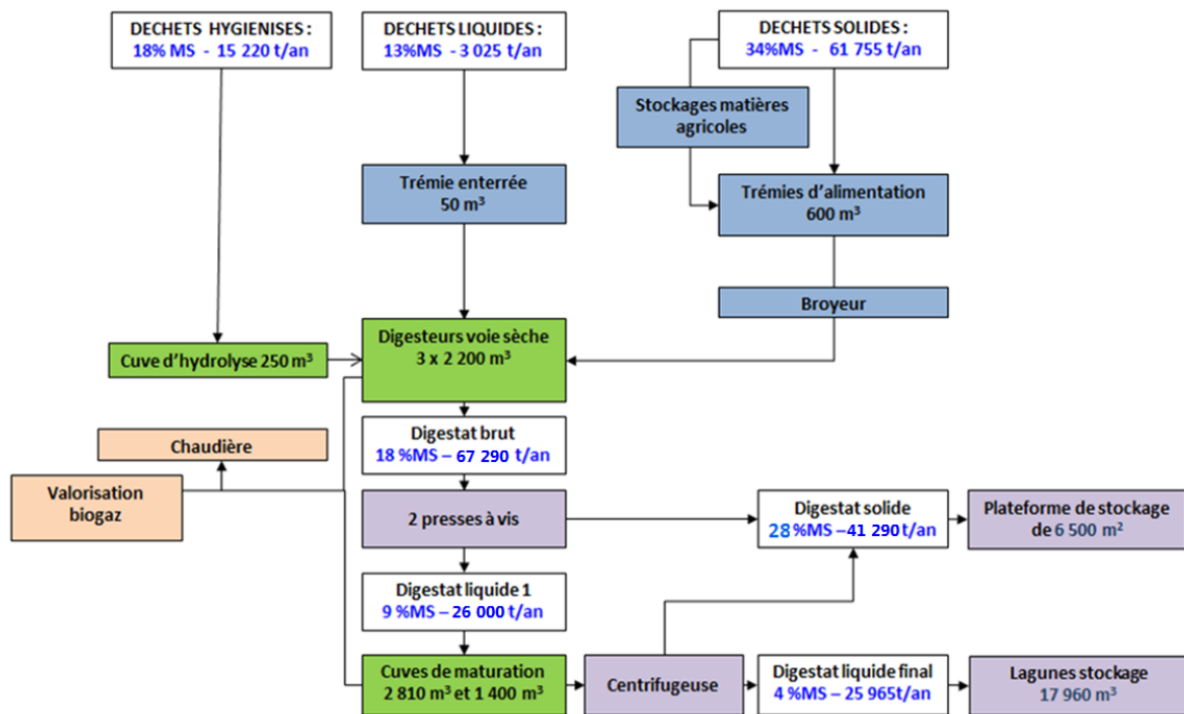 DECHETS HYGIENISES :
18% MS - 15 220 t/an
DECHETS LIQUIDES :
13%MS - 3 025 t/an
DECHETS SOLIDES :
34%MS - 61 755 t/an
Stockages matières
agricoles
Trémie enterrée
50 m³
Trémies d'alimentation
600 m³
Broyeur
Cuve d'hydrolyse 250 m³
Digesteurs voie sèche
3 x 2 200 m³
Chaudière
Digestat brut
18 %MS – 67 290 t/an
Valorisation
biogaz
2 presses à vis
Digestat solide
28 %MS – 41 290 t/an
Plateforme de stockage
de 6 500 m²
Digestat liquide 1
9 %MS – 26 000 t/an
Cuves de maturation
2 810 m³ et 1 400 m³
Centrifugeuse
Digestat liquide final
4 %MS – 25 965t/an
Lagunes stockage
17 960 m³